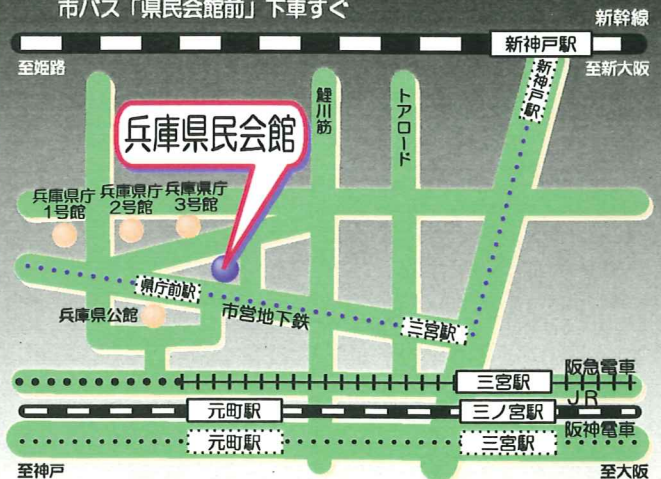 市バス「県民会館前」下車すぐ
新幹線
新神戸駅
至姫路
至新大阪
新神戸駅
鯉川筋
トアロード
兵庫県民会館
兵庫県庁
1号館
兵庫県庁
2号館
兵庫県庁
3号館
県庁前駅
市営地下鉄
兵庫県公館
三宮駅
阪急電車
三宮駅
JR
元町駅
三ノ宮駅
阪神電車
元町駅
三宮駅
至神戸
至大阪